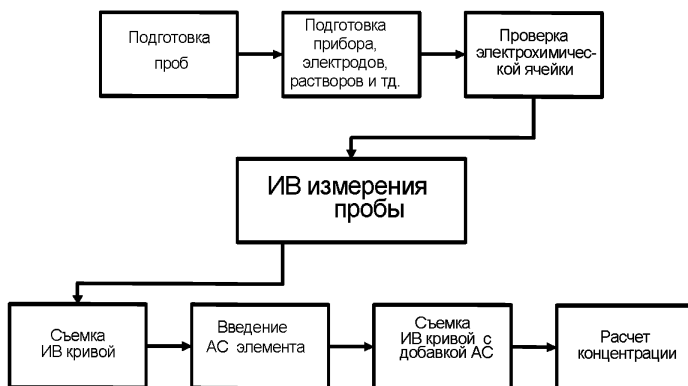 Подготовка
проб
Подготовка
прибора,
электродов,
растворов и тд.
Проверка
электрохимичес-
кой ячейки
ИВ измерения
пробы
Съемка
ИВ кривой
Введение
АС элемента
Съемка
ИВ кривой с
добавкой АС
Расчет
концентрации